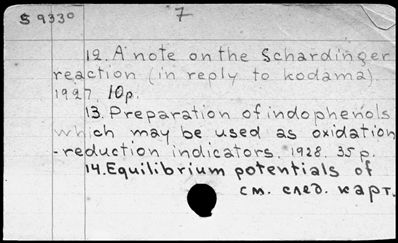 S 9330
7
12. A note on the Schardinger
reaction (in reply to Kodama).
1927. 10p.
13. Preparation of indophenols
which may be used as oxidation
-reduction indicators. 1928. 35 p.
14. Equilibrium potentials of
см. след. карт.